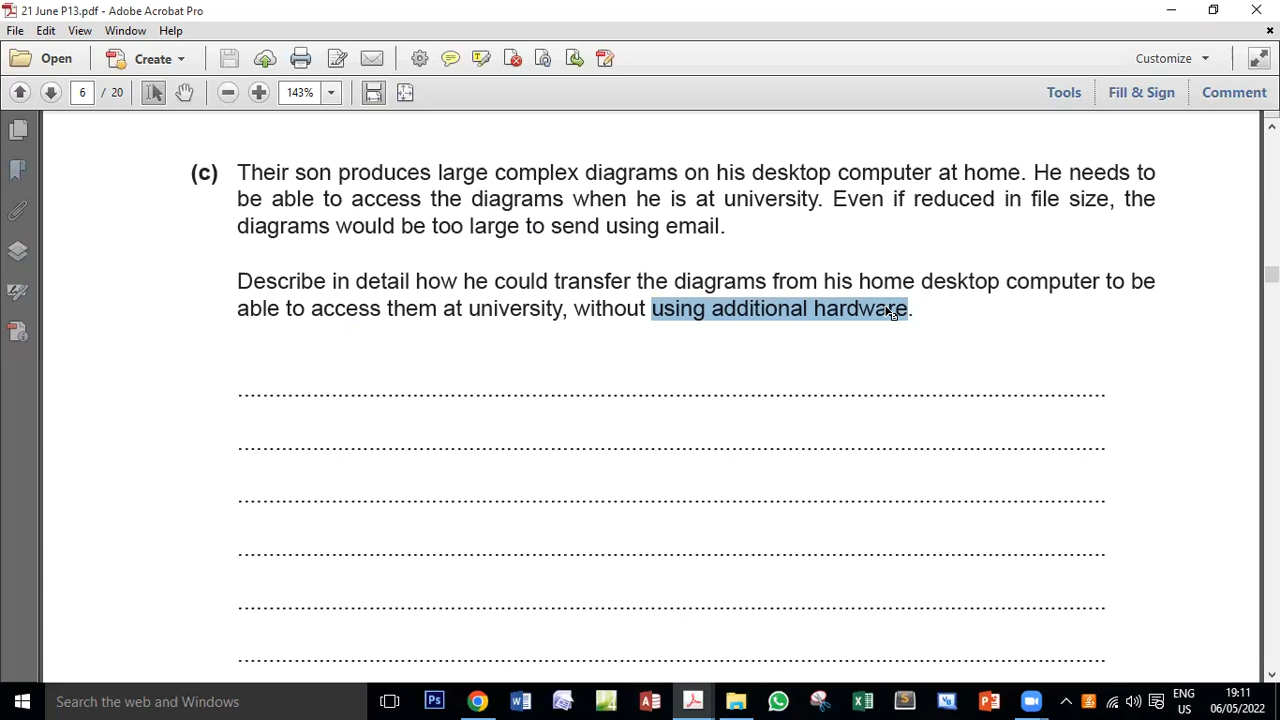 21 June P13.pdf - Adobe Acrobat Pro
File Edit View Window Help
Open Create Customize
6 / 20 143% Tools Fill & Sign Comment
(c) Their son produces large complex diagrams on his desktop computer at home. He needs to
be able to access the diagrams when he is at university. Even if reduced in file size, the
diagrams would be too large to send using email.
Describe in detail how he could transfer the diagrams from his home desktop computer to be
able to access them at university, without using additional hardware.
Search the web and Windows
ENG 19:11
US 06/05/2022